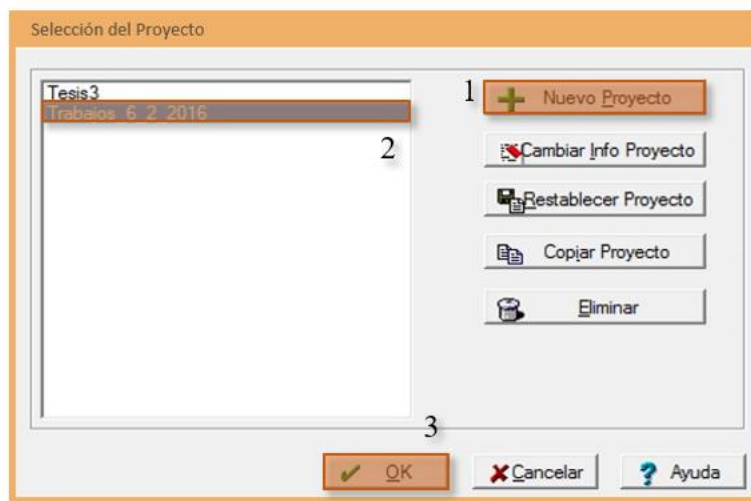 Selección del Proyecto
Tesis3
Trabajos 6 2 2016
1
Nuevo Proyecto
2
Cambiar Info Proyecto
Restablecer Proyecto
Copiar Proyecto
Eliminar
3
OK
Cancelar
Ayuda